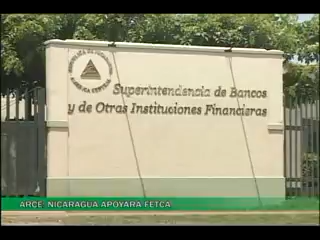 Superintendencia de Bancos
y de Otras Instituciones Financieras
ARCE: NICARAGUA APOYARA FETCA